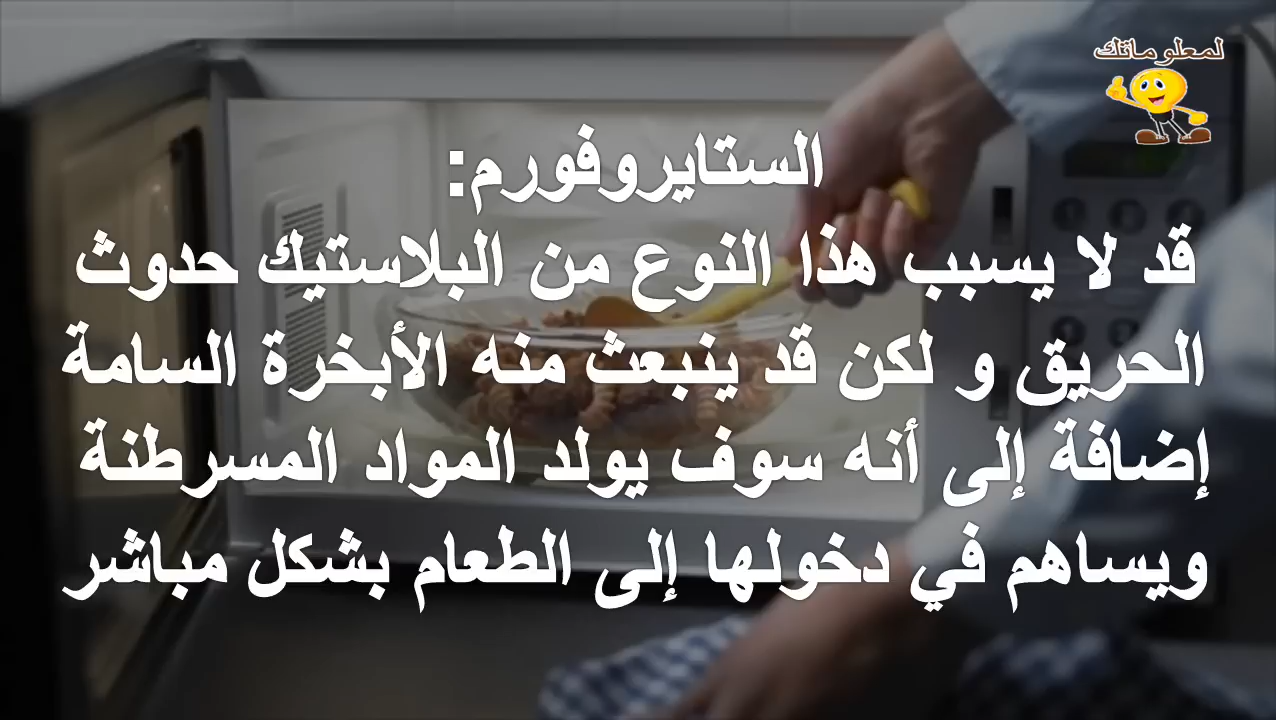 لمعلوماتك
الستايروفورم:
قد لا يسبب هذا النوع من البلاستيك حدوث
الحريق و لكن قد ينبعث منه الأبخرة السامة
إضافة إلى أنه سوف يولد المواد المسرطنة
ويساهم في دخولها إلى الطعام بشكل مباشر